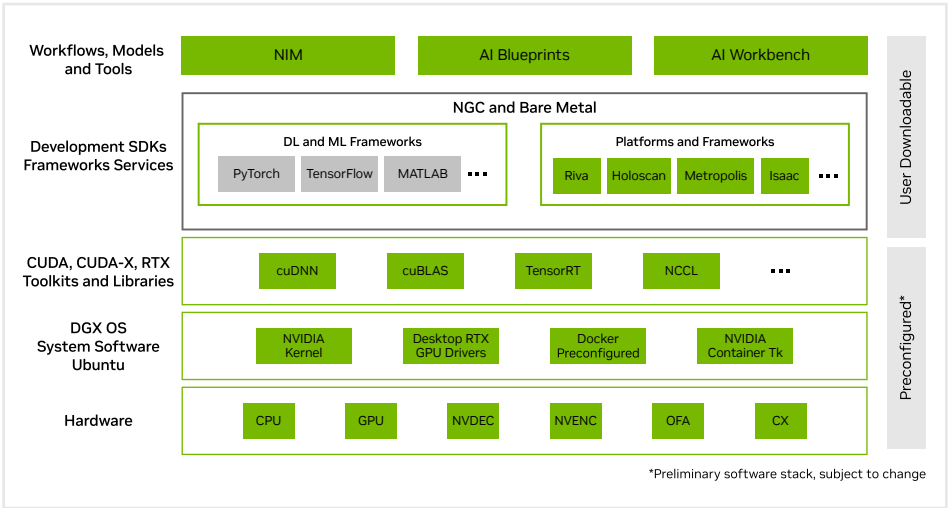 Workflows, Models
and Tools
NIM
AI Blueprints
AI Workbench
User Downloadable
NGC and Bare Metal
Development SDKs
Frameworks Services
DL and ML Frameworks
PyTorch
TensorFlow
MATLAB
Platforms and Frameworks
Riva
Holoscan
Metropolis
Isaac
CUDA, CUDA-X, RTX
Toolkits and Libraries
cuDNN
cuBLAS
TensorRT
NCCL
Preconfigured*
DGX OS
System Software
Ubuntu
NVIDIA
Kernel
Desktop RTX
GPU Drivers
Docker
Preconfigured
NVIDIA
Container Tk
Hardware
CPU
GPU
NVDEC
NVENC
OFA
CX
*Preliminary software stack, subject to change